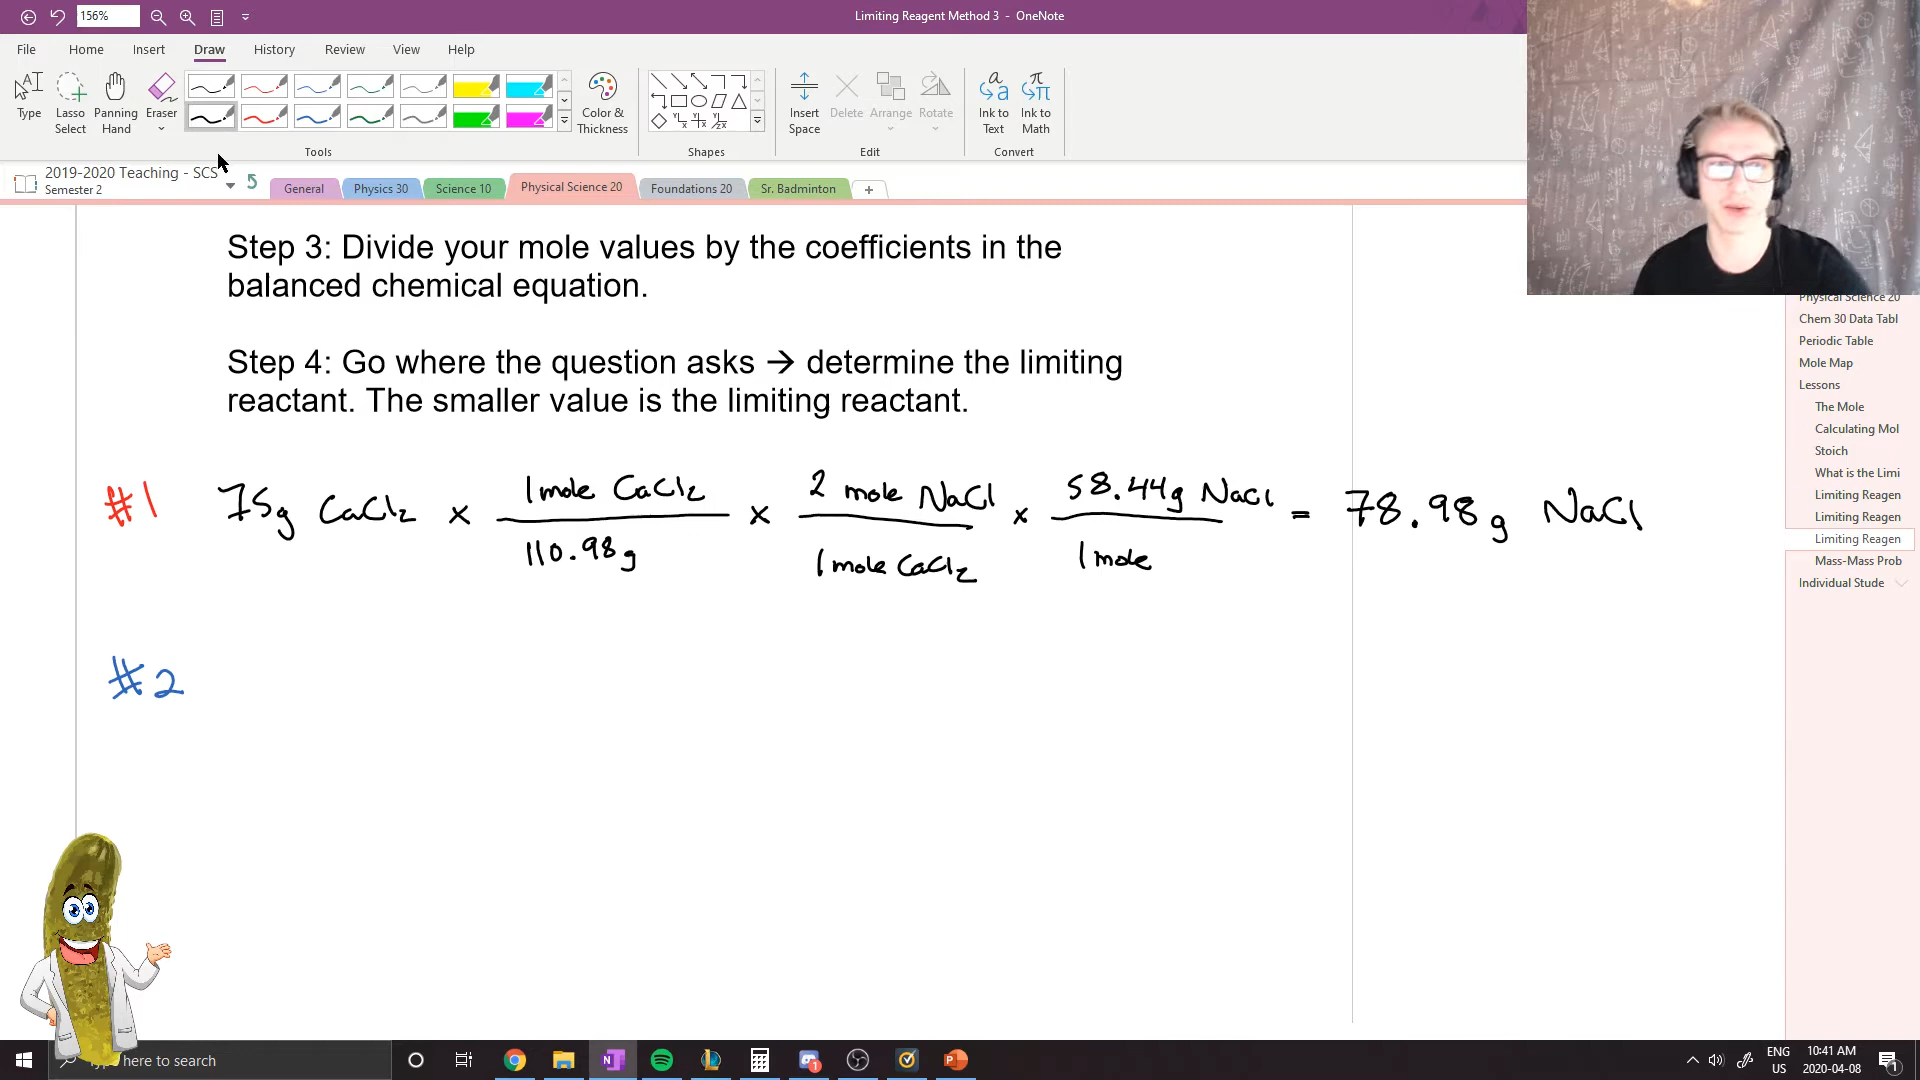 156%
Limiting Reagent Method 3 - OneNote
File Home Insert Draw History Review View Help
Type
Lasso Select
Panning Hand
Eraser
Color & Thickness
Insert Space
Delete
Arrange
Rotate
Ink to Text
Ink to Math
Tools
Shapes
Edit
Convert
2019-2020 Teaching - SCS
Semester 2
General Physics 30 Science 10 Physical Science 20 Foundations 20 Sr. Badminton +
Physical Science 20
Chem 30 Data Tabl
Periodic Table
Mole Map
Lessons
The Mole
Calculating Mol
Stoich
What is the Limi
Limiting Reagen
Limiting Reagen
Limiting Reagen
Mass-Mass Prob
Individual Stude
Step 3: Divide your mole values by the coefficients in the
balanced chemical equation.
Step 4: Go where the question asks → determine the limiting
reactant. The smaller value is the limiting reactant.
#1 75g CaCl2 x 1 mole CaCl2 / 110.98g x 2 mole NaCl / 1 mole CaCl2 x 58.44g NaCl / 1 mole = 78.98g NaCl
#2
here to search
ENG
US
10:41 AM
2020-04-08